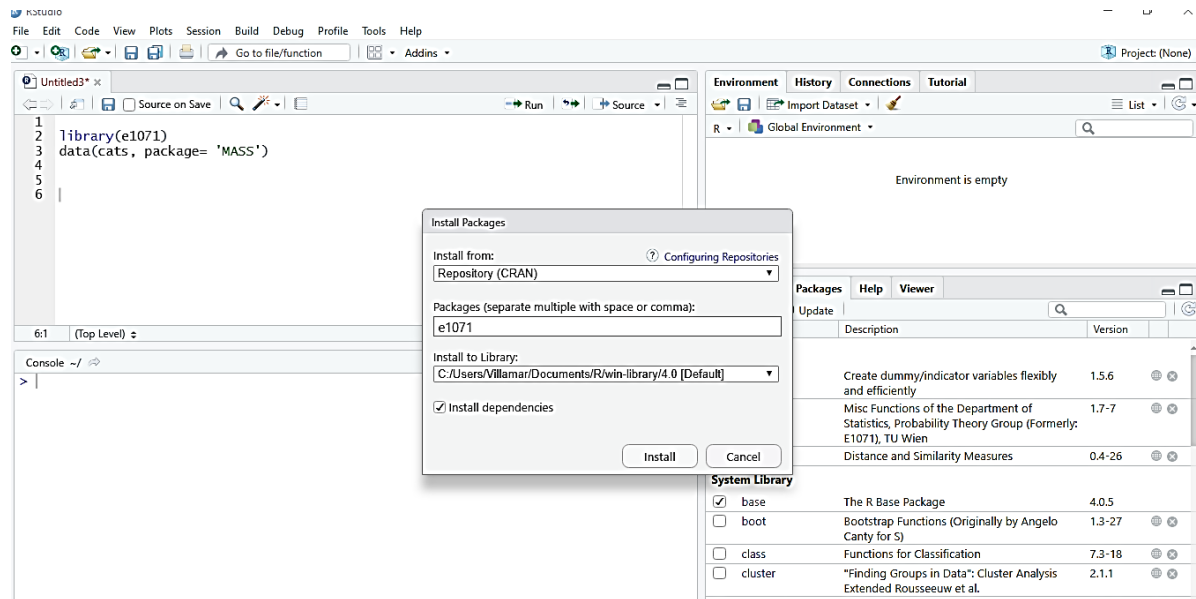 RStudio
File Edit Code View Plots Session Build Debug Profile Tools Help
Go to file/function Addins Project: (None)
Untitled3*
Source on Save Run Source
1
2 library(e1071)
3 data(cats, package= 'MASS')
4
5
6
6:1 (Top Level)
Console ~/
>
Environment History Connections Tutorial
Import Dataset List
R Global Environment
Environment is empty
Install Packages
Install from: ? Configuring Repositories
Repository (CRAN)
Packages (separate multiple with space or comma):
e1071
Install to Library:
C:/Users/Villamar/Documents/R/win-library/4.0 [Default]
Install dependencies
Install Cancel
Packages Help Viewer
Update
Description Version
Create dummy/indicator variables flexibly 1.5.6
and efficiently
Misc Functions of the Department of 1.7-7
Statistics, Probability Theory Group (Formerly:
E1071), TU Wien
Distance and Similarity Measures 0.4-26
System Library
base The R Base Package 4.0.5
boot Bootstrap Functions (Originally by Angelo 1.3-27
Canty for S)
class Functions for Classification 7.3-18
cluster "Finding Groups in Data": Cluster Analysis 2.1.1
Extended Rousseeuw et al.